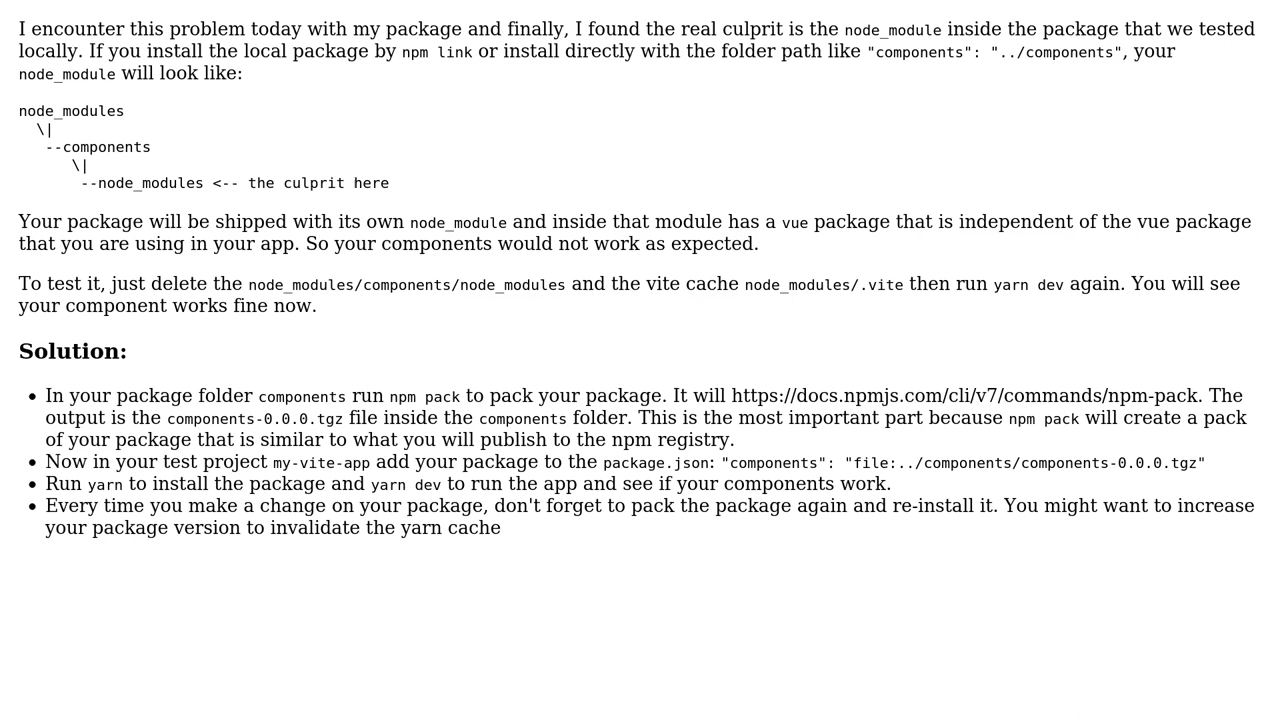 I encounter this problem today with my package and finally, I found the real culprit is the node_module inside the package that we tested
locally. If you install the local package by npm link or install directly with the folder path like "components": "../components", your
node_module will look like:
node_modules
  \|
   --components
      \|
       --node_modules <-- the culprit here
Your package will be shipped with its own node_module and inside that module has a vue package that is independent of the vue package
that you are using in your app. So your components would not work as expected.
To test it, just delete the node_modules/components/node_modules and the vite cache node_modules/.vite then run yarn dev again. You will see
your component works fine now.
Solution:
• In your package folder components run npm pack to pack your package. It will https://docs.npmjs.com/cli/v7/commands/npm-pack. The
output is the components-0.0.0.tgz file inside the components folder. This is the most important part because npm pack will create a pack
of your package that is similar to what you will publish to the npm registry.
• Now in your test project my-vite-app add your package to the package.json: "components": "file:../components/components-0.0.0.tgz"
• Run yarn to install the package and yarn dev to run the app and see if your components work.
• Every time you make a change on your package, don't forget to pack the package again and re-install it. You might want to increase
your package version to invalidate the yarn cache